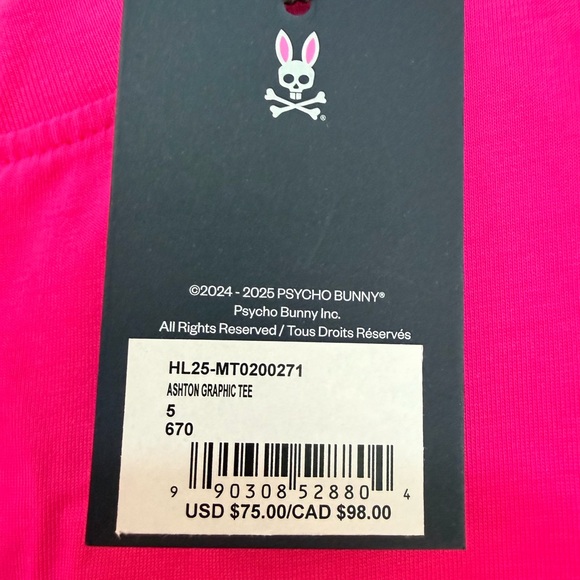 ©2024 - 2025 PSYCHO BUNNY®
Psycho Bunny Inc.
All Rights Reserved / Tous Droits Réservés
HL25-MT0200271
ASHTON GRAPHIC TEE
5
670
9 90308 52880 4
USD $75.00/CAD $98.00